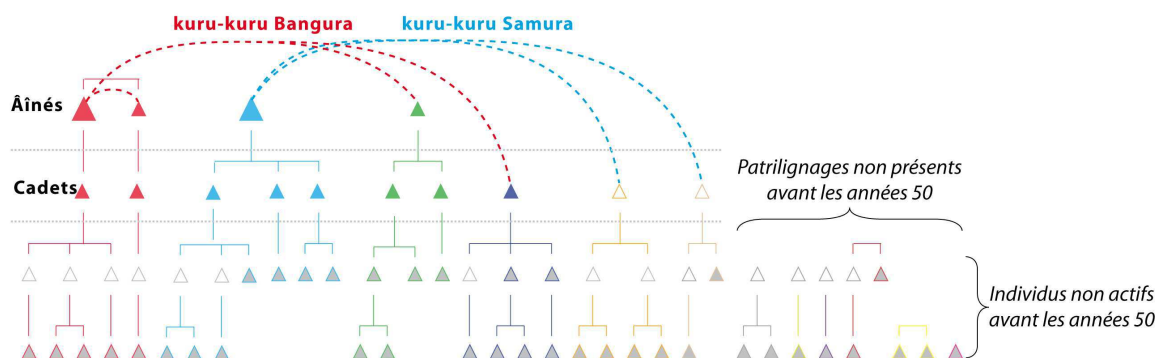 kuru-kuru Bangura
kuru-kuru Samura
Âînés
Cadets
Patrilignages non présents
avant les années 50
Individus non actifs
avant les années 50